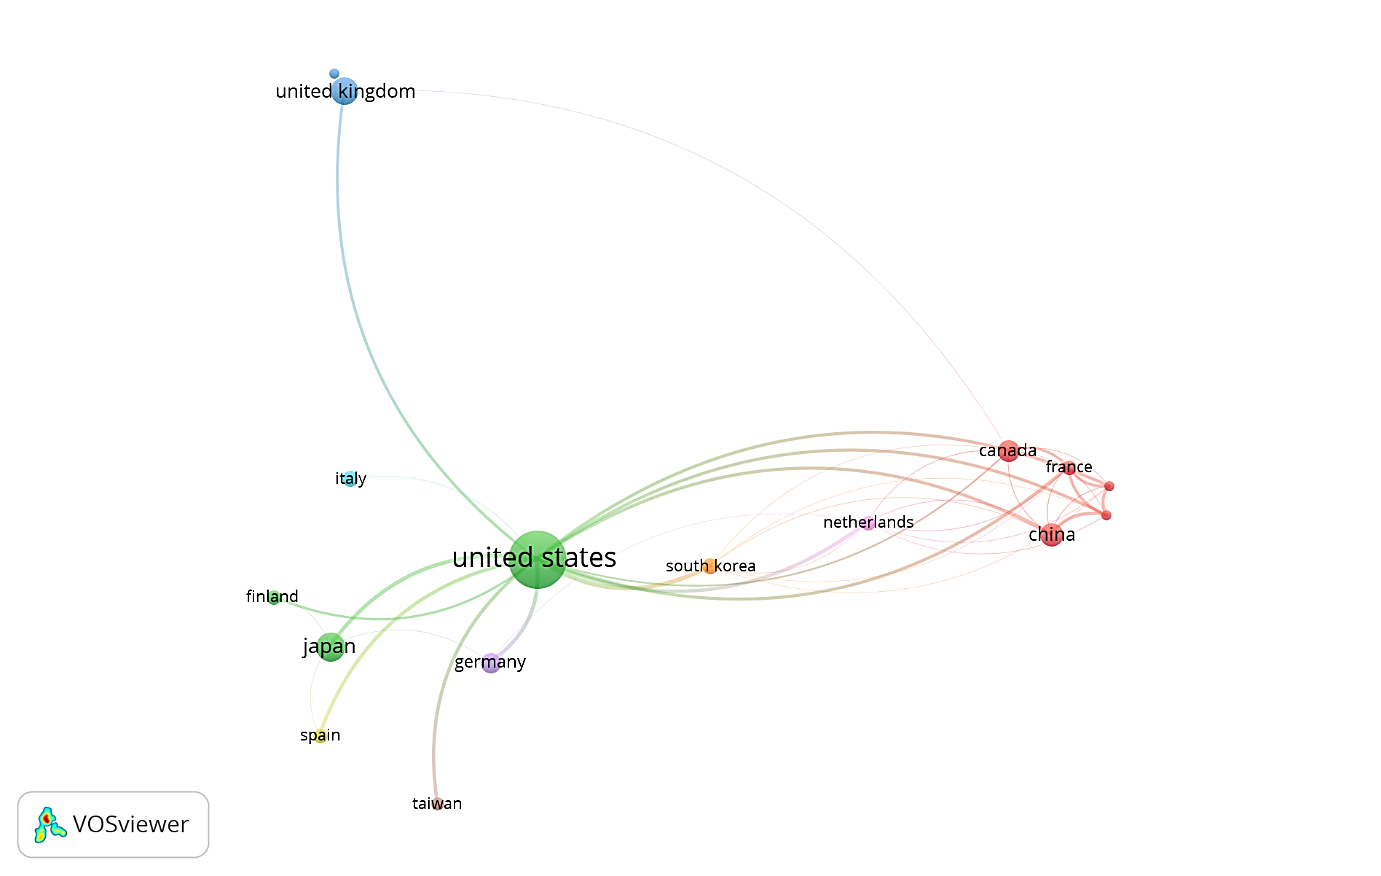 united kingdom
canada
france
italy
netherlands
china
united states
south korea
finland
japan
germany
spain
taiwan
VOSviewer